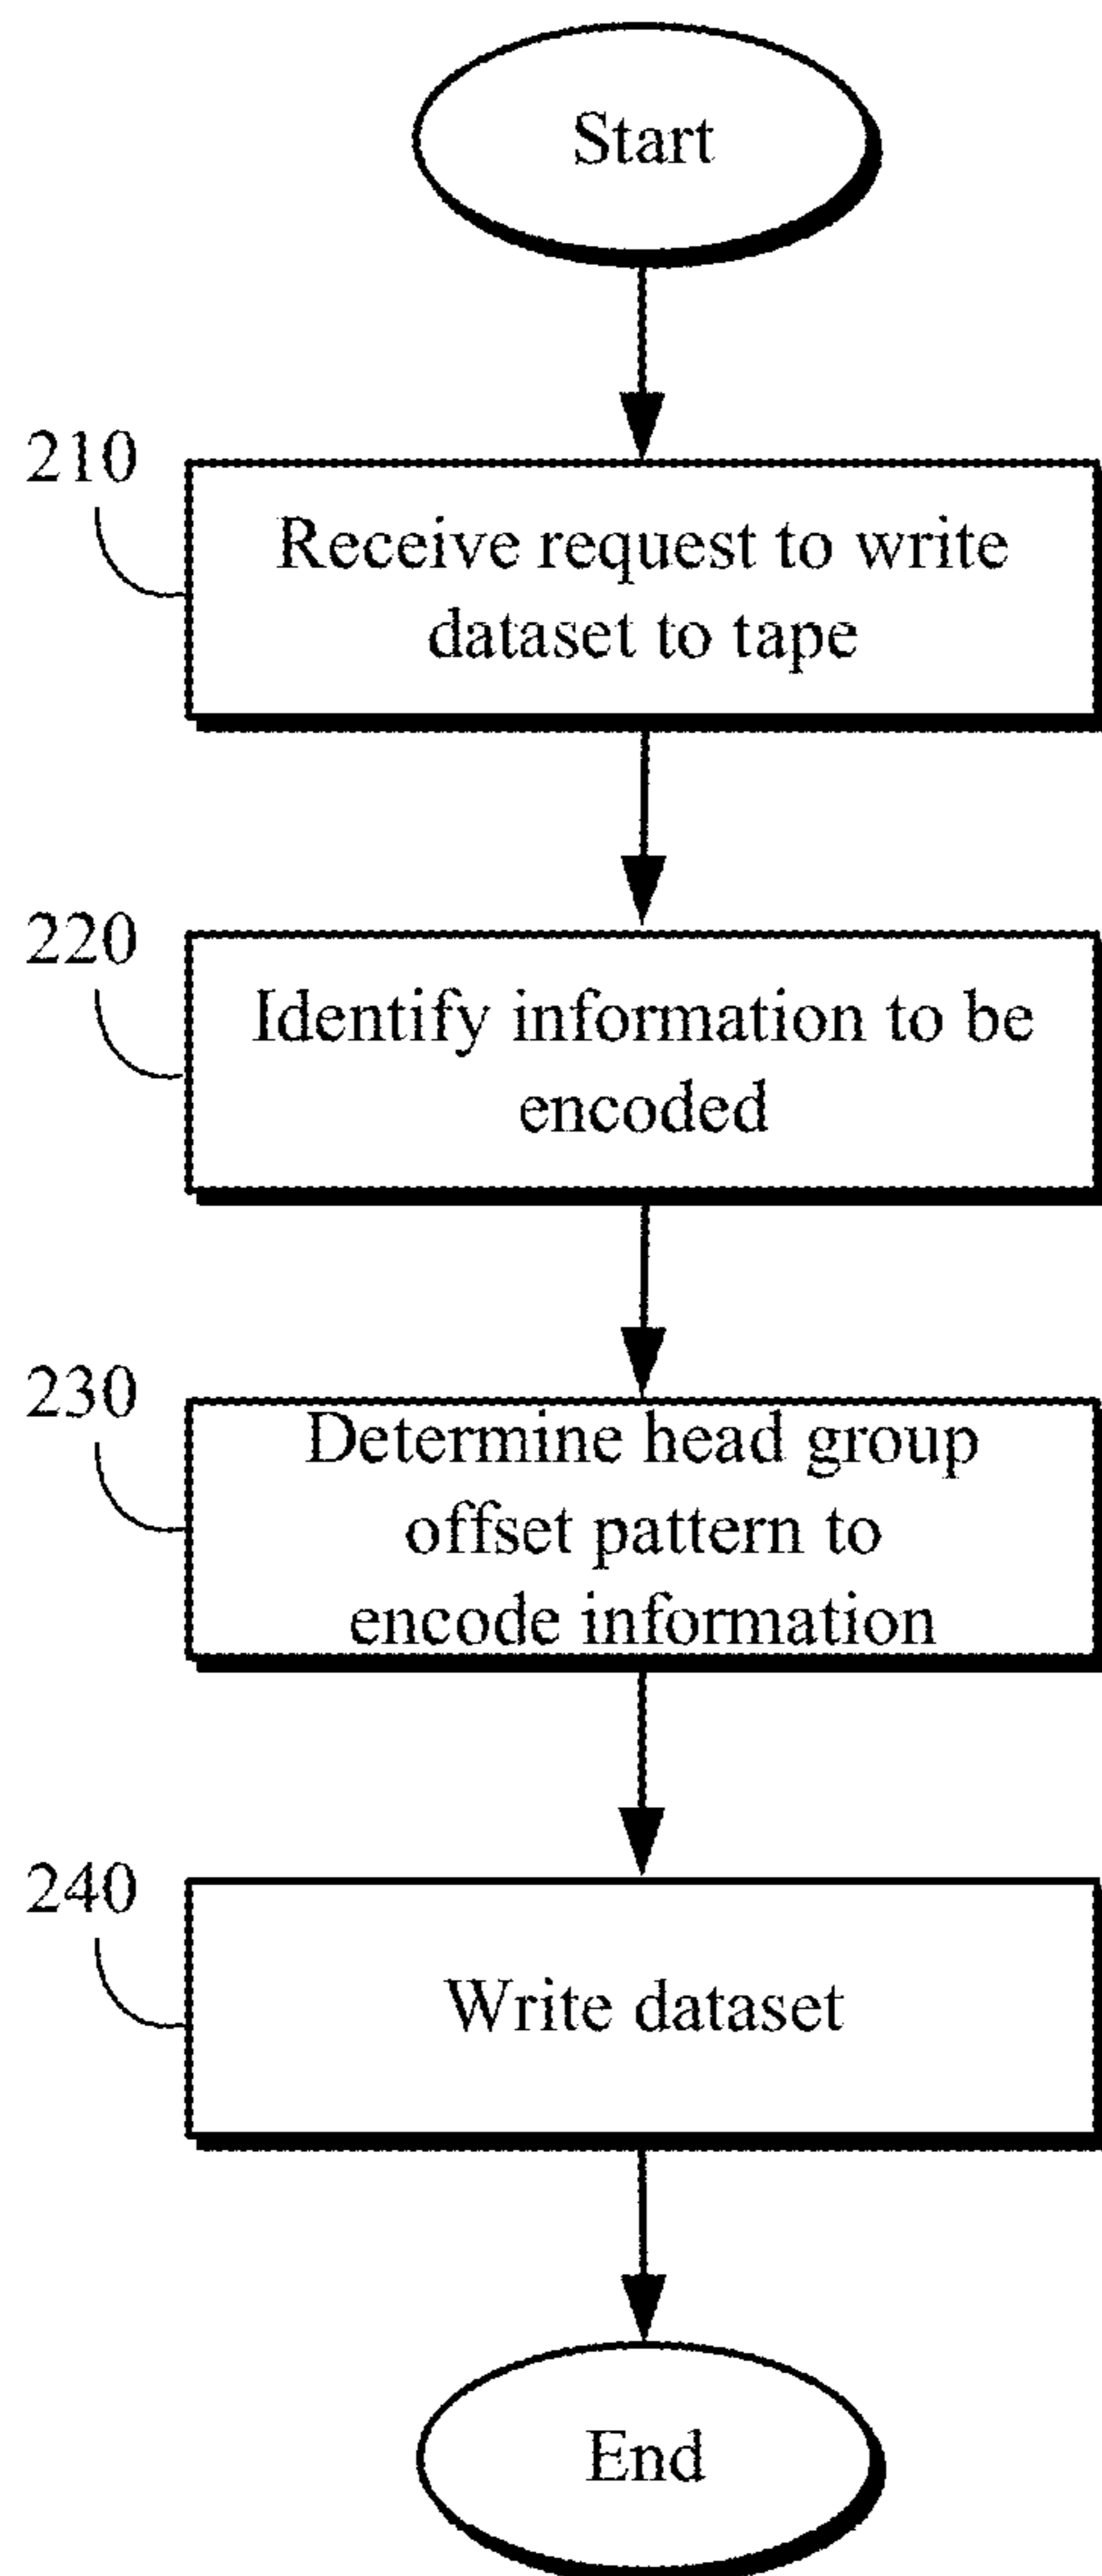 Start
210
Receive request to write
dataset to tape
220
Identify information to be
encoded
230
Determine head group
offset pattern to
encode information
240
Write dataset
End